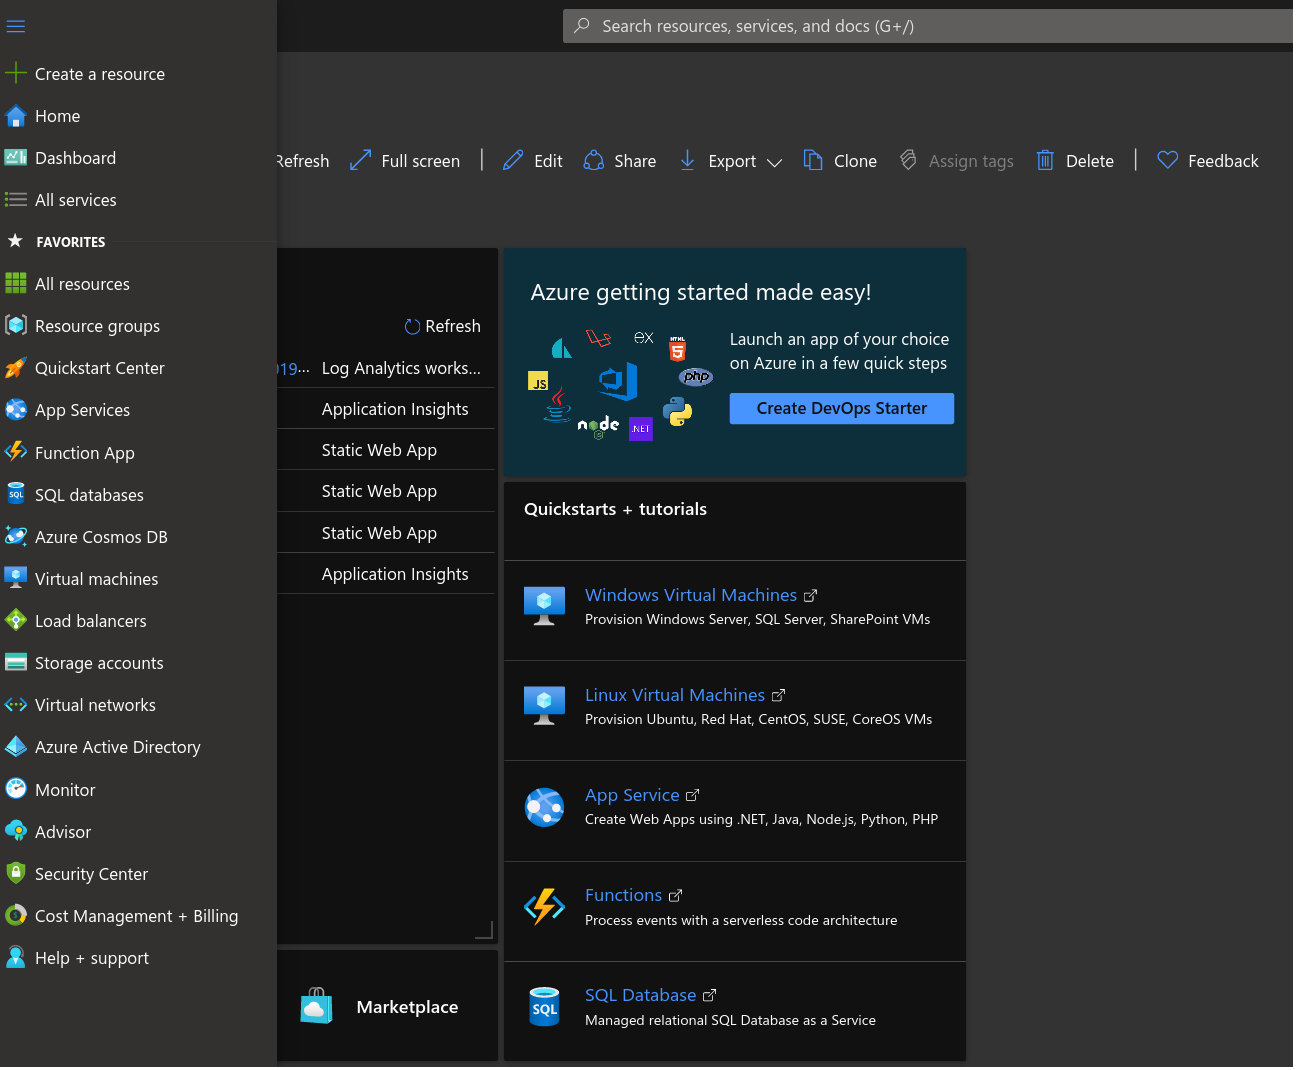 Search resources, services, and docs (G+/)
Create a resource
Home
Dashboard
All services
FAVORITES
All resources
Resource groups
Quickstart Center
App Services
Function App
SQL databases
Azure Cosmos DB
Virtual machines
Load balancers
Storage accounts
Virtual networks
Azure Active Directory
Monitor
Advisor
Security Center
Cost Management + Billing
Help + support
Refresh Full screen Edit Share Export Clone Assign tags Delete Feedback
Refresh
019... Log Analytics works...
Application Insights
Static Web App
Static Web App
Static Web App
Application Insights
Marketplace
Azure getting started made easy!
ex
HTML
5
JS
php
node
.NET
Launch an app of your choice
on Azure in a few quick steps
Create DevOps Starter
Quickstarts + tutorials
Windows Virtual Machines
Provision Windows Server, SQL Server, SharePoint VMs
Linux Virtual Machines
Provision Ubuntu, Red Hat, CentOS, SUSE, CoreOS VMs
App Service
Create Web Apps using .NET, Java, Node.js, Python, PHP
Functions
Process events with a serverless code architecture
SQL
SQL Database
Managed relational SQL Database as a Service